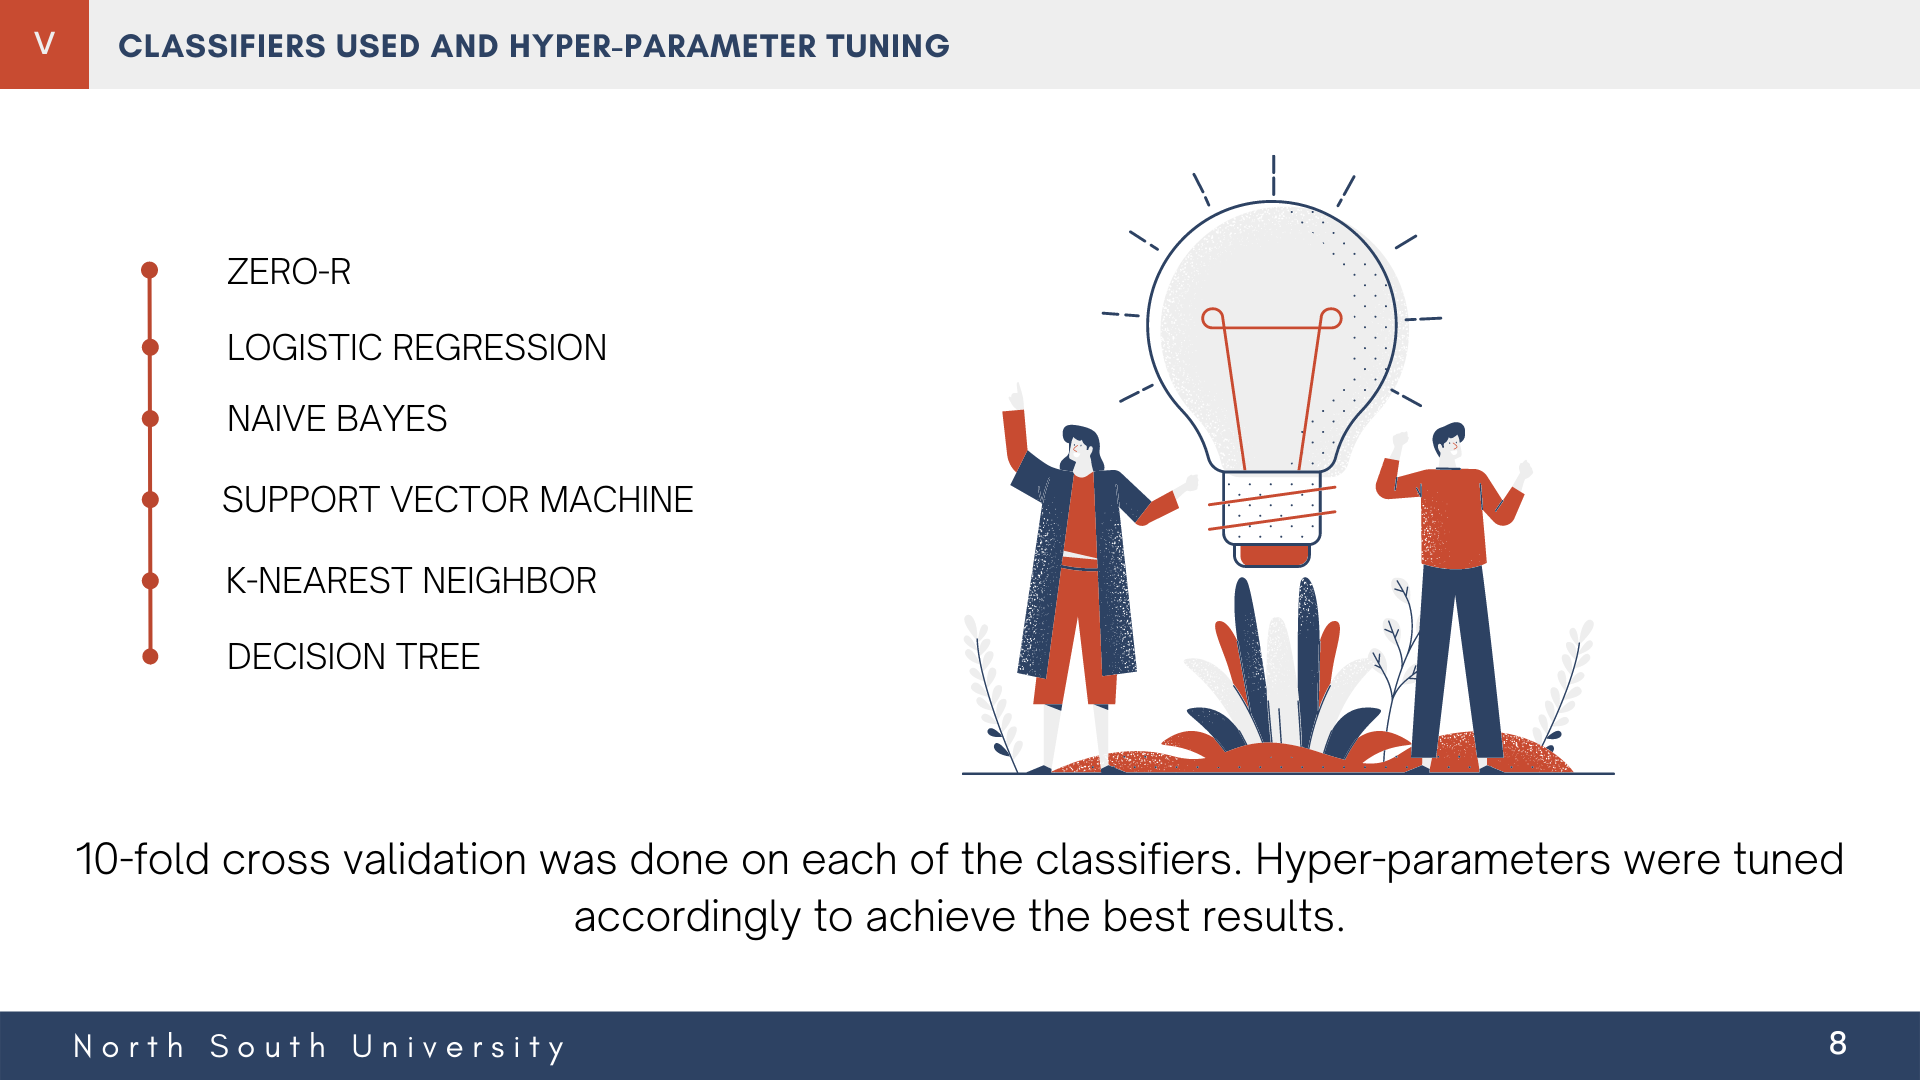 V
CLASSIFIERS USED AND HYPER-PARAMETER TUNING
ZERO-R
LOGISTIC REGRESSION
NAIVE BAYES
SUPPORT VECTOR MACHINE
K-NEAREST NEIGHBOR
DECISION TREE
10-fold cross validation was done on each of the classifiers. Hyper-parameters were tuned
accordingly to achieve the best results.
North South University
8